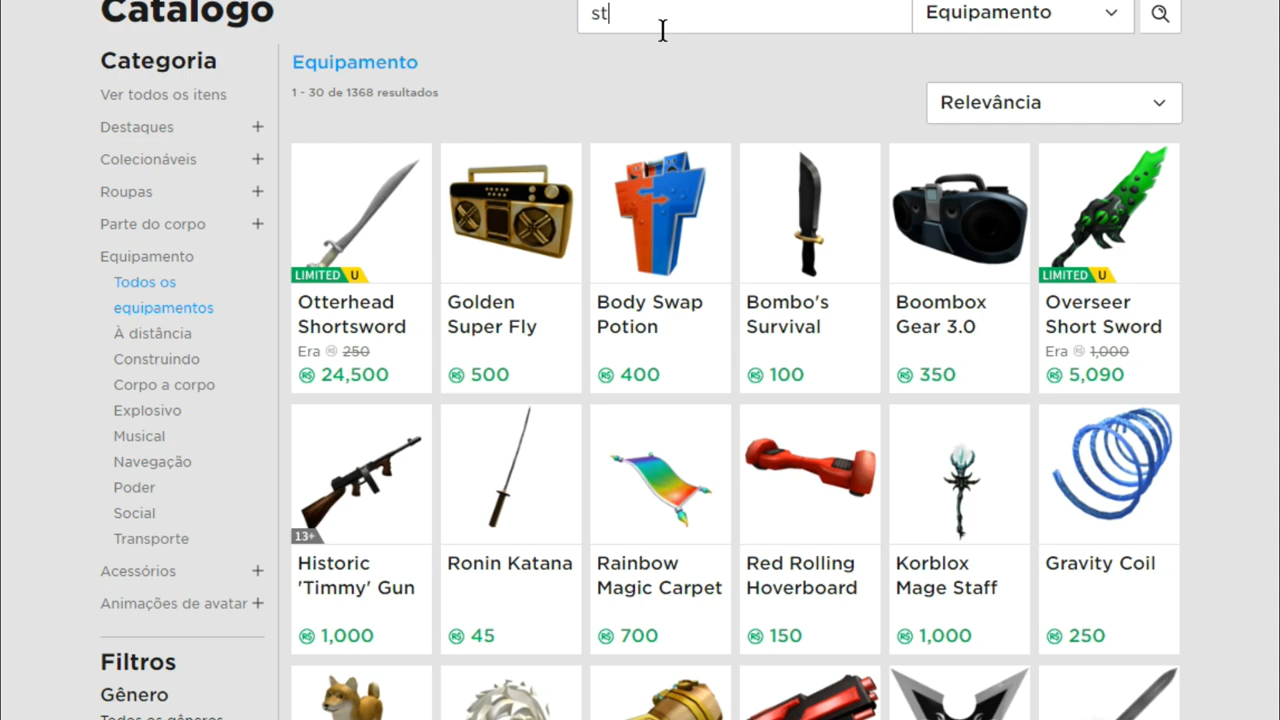 Catálogo
st
Equipamento
Categoria
Ver todos os itens
Destaques +
Colecionáveis +
Roupas +
Parte do corpo +
Equipamento
Todos os
equipamentos
À distância
Construindo
Corpo a corpo
Explosivo
Musical
Navegação
Poder
Social
Transporte
Acessórios +
Animações de avatar +
Filtros
Gênero
Todos os gêneros
Equipamento
1 - 30 de 1368 resultados
Relevância
LIMITED U
Otterhead
Shortsword
Era 250
24,500
Golden
Super Fly
500
Body Swap
Potion
400
Bombo's
Survival
100
Boombox
Gear 3.0
350
LIMITED U
Overseer
Short Sword
Era 1,000
5,090
13+
Historic
'Timmy' Gun
1,000
Ronin Katana
45
Rainbow
Magic Carpet
700
Red Rolling
Hoverboard
150
Korblox
Mage Staff
1,000
Gravity Coil
250